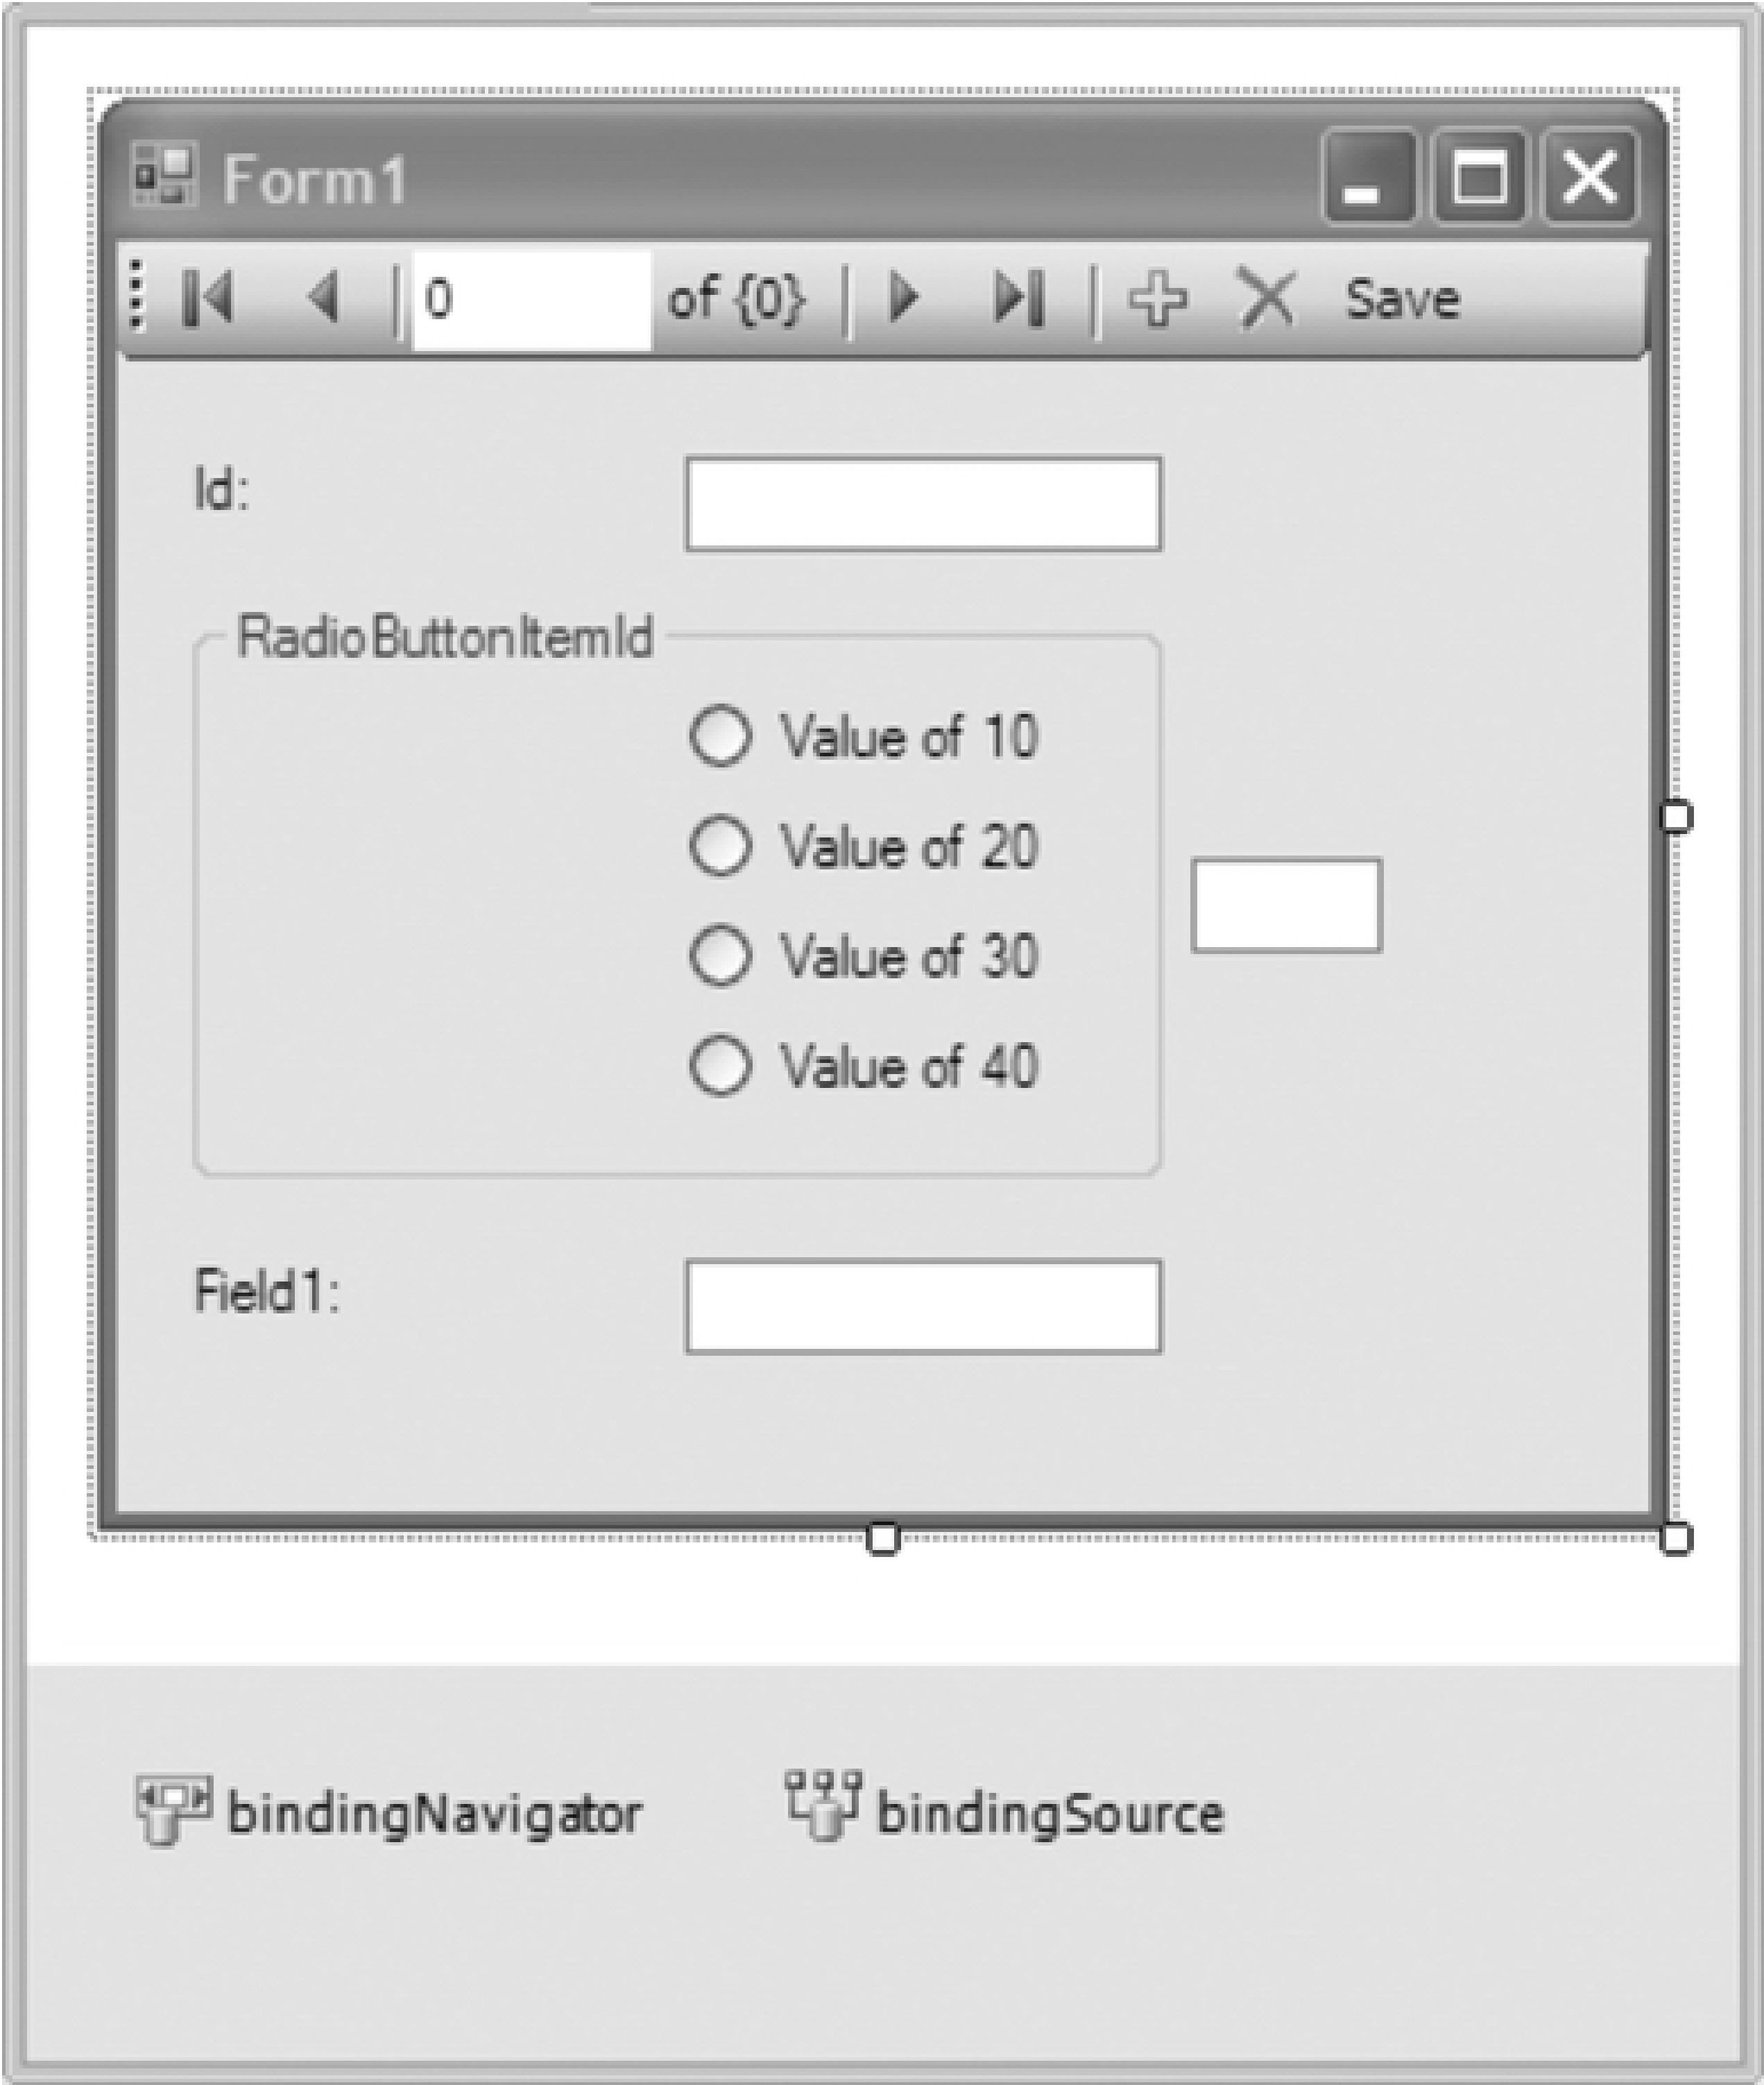 Form1
0 of {0} Save
Id:
RadioButtonItemId
Value of 10
Value of 20
Value of 30
Value of 40
Field1:
bindingNavigator bindingSource